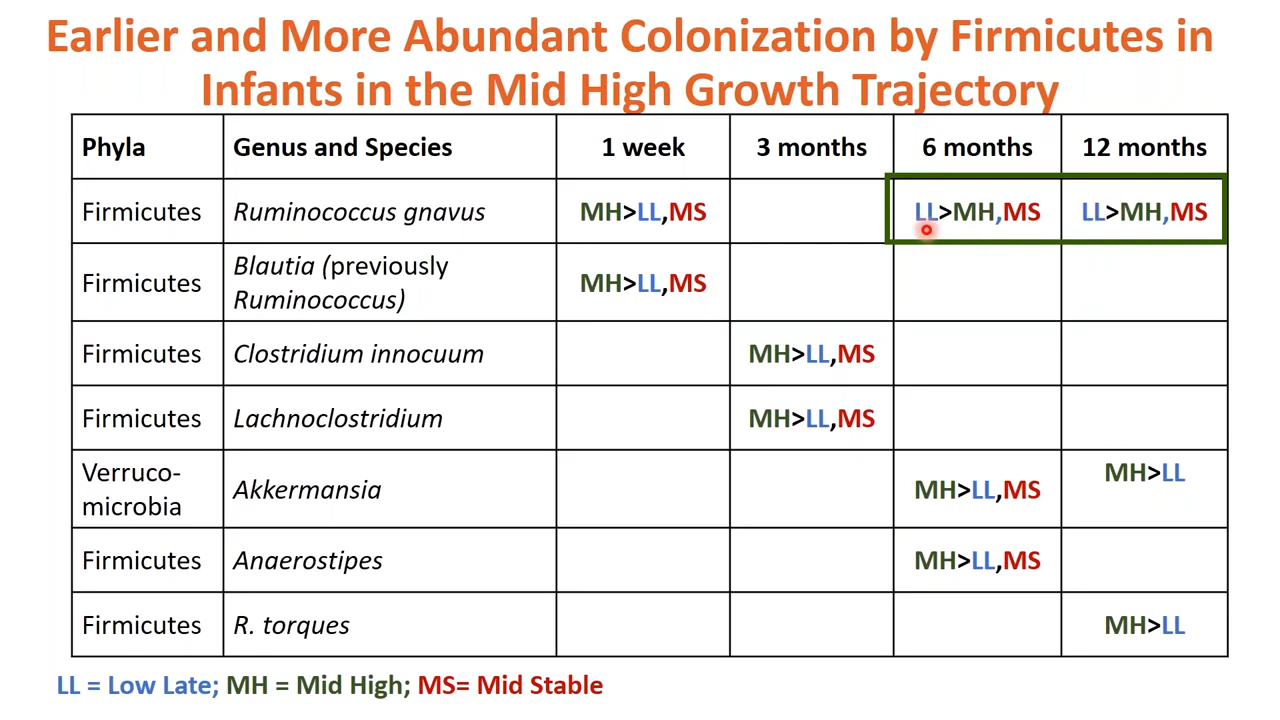 Earlier and More Abundant Colonization by Firmicutes in
Infants in the Mid High Growth Trajectory
Phyla Genus and Species 1 week 3 months 6 months 12 months
Firmicutes Ruminococcus gnavus MH>LL,MS LL>MH,MS LL>MH,MS
Firmicutes Blautia (previously Ruminococcus) MH>LL,MS
Firmicutes Clostridium innocuum MH>LL,MS
Firmicutes Lachnoclostridium MH>LL,MS
Verruco-microbia Akkermansia MH>LL,MS MH>LL
Firmicutes Anaerostipes MH>LL,MS
Firmicutes R. torques MH>LL
LL = Low Late; MH = Mid High; MS= Mid Stable